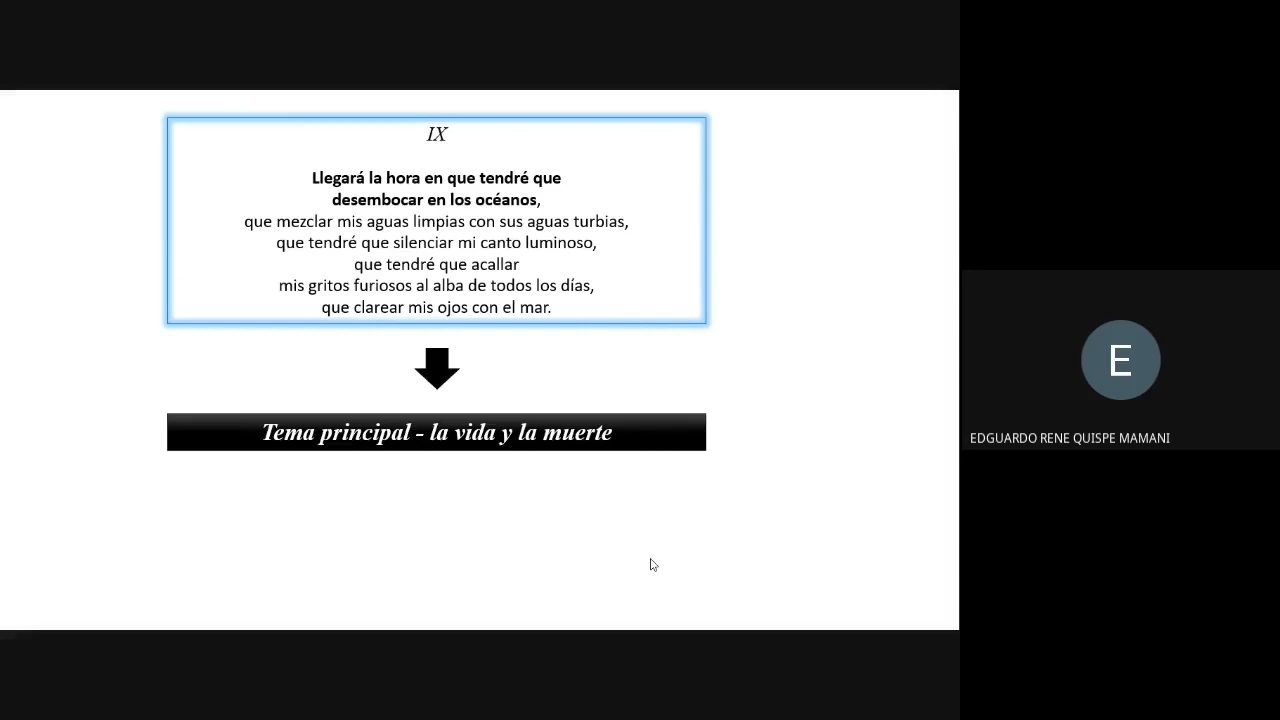 IX
Llegará la hora en que tendré que
desembocar en los océanos,
que mezclar mis aguas limpias con sus aguas turbias,
que tendré que silenciar mi canto luminoso,
que tendré que acallar
mis gritos furiosos al alba de todos los días,
que clarear mis ojos con el mar.
Tema principal - la vida y la muerte
E
EDGUARDO RENE QUISPE MAMANI